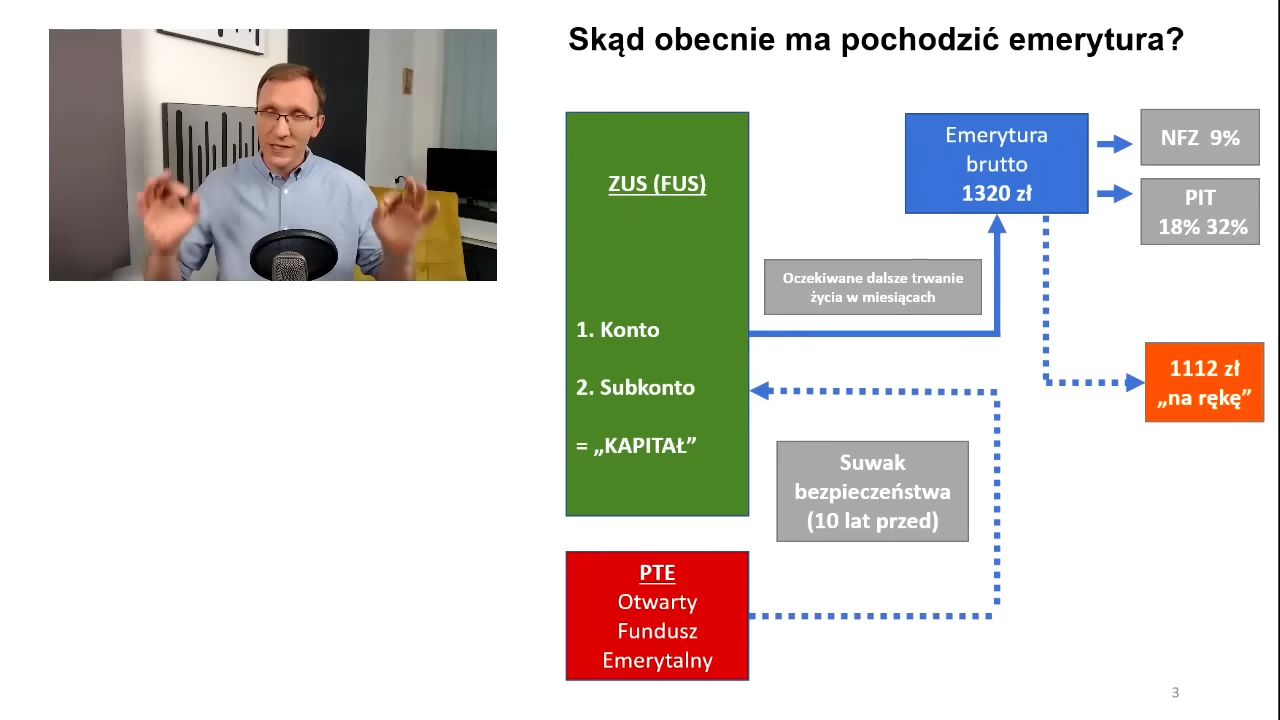 Skąd obecnie ma pochodzić emerytura?
ZUS (FUS)
1. Konto
2. Subkonto
= „KAPITAŁ”
Oczekiwane dalsze trwanie
życia w miesiącach
Emerytura
brutto
1320 zł
NFZ 9%
PIT
18% 32%
1112 zł
„na rękę”
Suwak
bezpieczeństwa
(10 lat przed)
PTE
Otwarty
Fundusz
Emerytalny
3